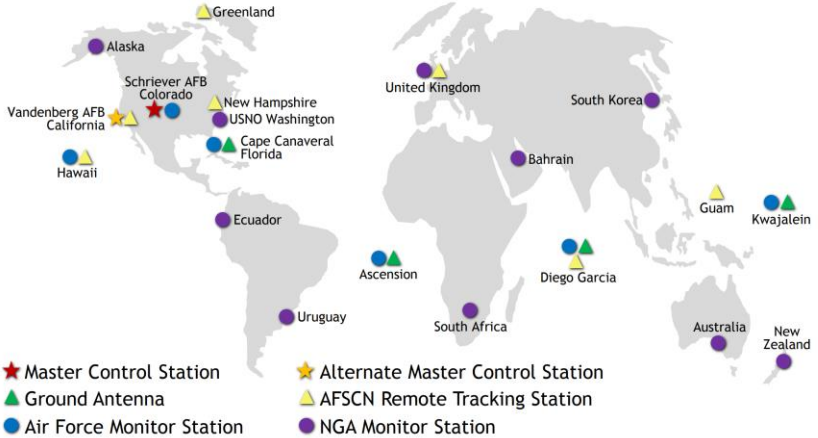 Greenland
Alaska
Schriever AFB
Colorado
Vandenberg AFB
California
New Hampshire
USNO Washington
Cape Canaveral
Florida
Hawaii
United Kingdom
South Korea
Bahrain
Guam
Kwajalein
Ecuador
Ascension
Diego Garcia
Uruguay
South Africa
Australia
New
Zealand
Master Control Station
Alternate Master Control Station
Ground Antenna
AFSCN Remote Tracking Station
Air Force Monitor Station
NGA Monitor Station